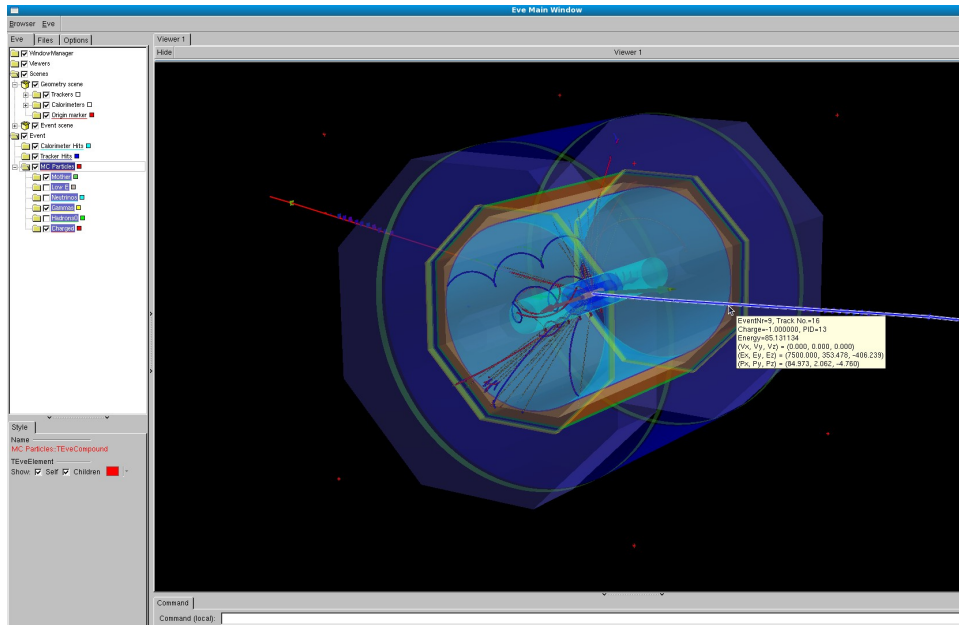 Eve Main Window
Browser Eve
Eve Files Options
Viewer 1
Hide
Viewer 1
WindowManager
Viewers
Scenes
Geometry scene
Trackers
Calorimeters
Origin marker
Event scene
Event
Calorimeter Hits
Tracker Hits
MC Particles
Mother
Low E
Neutrinos
Gammas
Hadrons0
Charged
EventNr=9, Track No.=16
Charge=-1.000000, PID=13
Energy=85.131134
(Vx, Vy, Vz) = (0.000, 0.000, 0.000)
(Ex, Ey, Ez) = (7500.000, 353.478, -406.239)
(Px, Py, Pz) = (84.973, 2.062, -4.760)
Style
Name
MC Particles::TEveCompound
TEveElement
Show: Self Children
Command
Command (local):